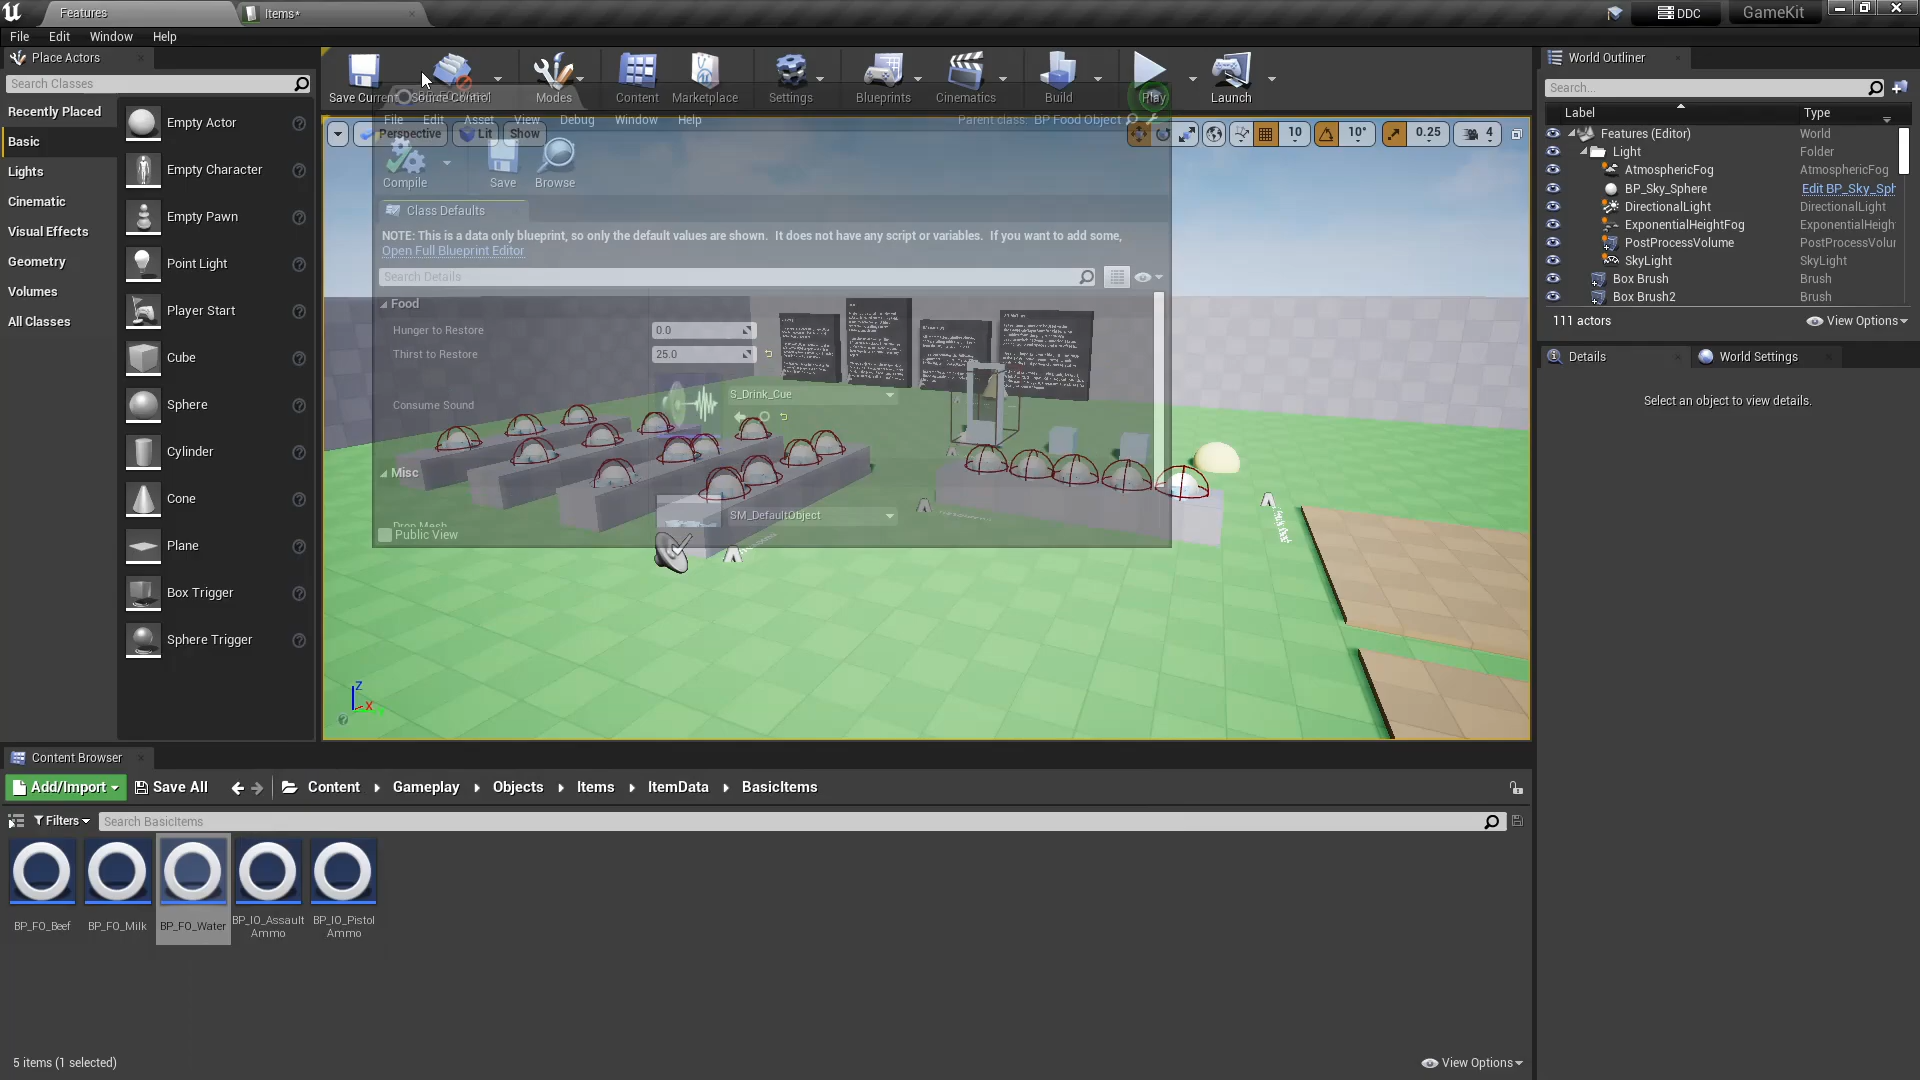 Features
Items*
DDC
GameKit
File Edit Window Help
Place Actors
Search Classes
Recently Placed
Basic
Lights
Cinematic
Visual Effects
Geometry
Volumes
All Classes
Empty Actor
Empty Character
Empty Pawn
Point Light
Player Start
Cube
Sphere
Cylinder
Cone
Plane
Box Trigger
Sphere Trigger
Save Current
Source Control
Modes
Content
Marketplace
Settings
Blueprints
Cinematics
Build
Play
Launch
File Edit Asset View Debug Window Help
Parent class: BP Food Object
Perspective
Lit
Show
10
10°
0.25
4
Compile
Save
Browse
Class Defaults
NOTE: This is a data only blueprint, so only the default values are shown. It does not have any script or variables. If you want to add some,
Open Full Blueprint Editor
Search Details
Food
Hunger to Restore 0.0
Thirst to Restore 25.0
Consume Sound
S_Drink_Cue
Misc
SM_DefaultObject
Drop Mesh
Public View
Z
X
World Outliner
Search...
Label Type
Features (Editor) World
Light Folder
AtmosphericFog AtmosphericFog
BP_Sky_Sphere Edit BP_Sky_Sph
DirectionalLight DirectionalLight
ExponentialHeightFog ExponentialHeigh
PostProcessVolume PostProcessVolur
SkyLight SkyLight
Box Brush Brush
Box Brush2 Brush
111 actors
View Options
Details
World Settings
Select an object to view details.
Content Browser
Add/Import
Save All
Content
Gameplay
Objects
Items
ItemData
BasicItems
Filters
Search BasicItems
BP_FO_Beef
BP_FO_Milk
BP_FO_Water
BP_IO_Assault
Ammo
BP_IO_Pistol
Ammo
5 items (1 selected)
View Options